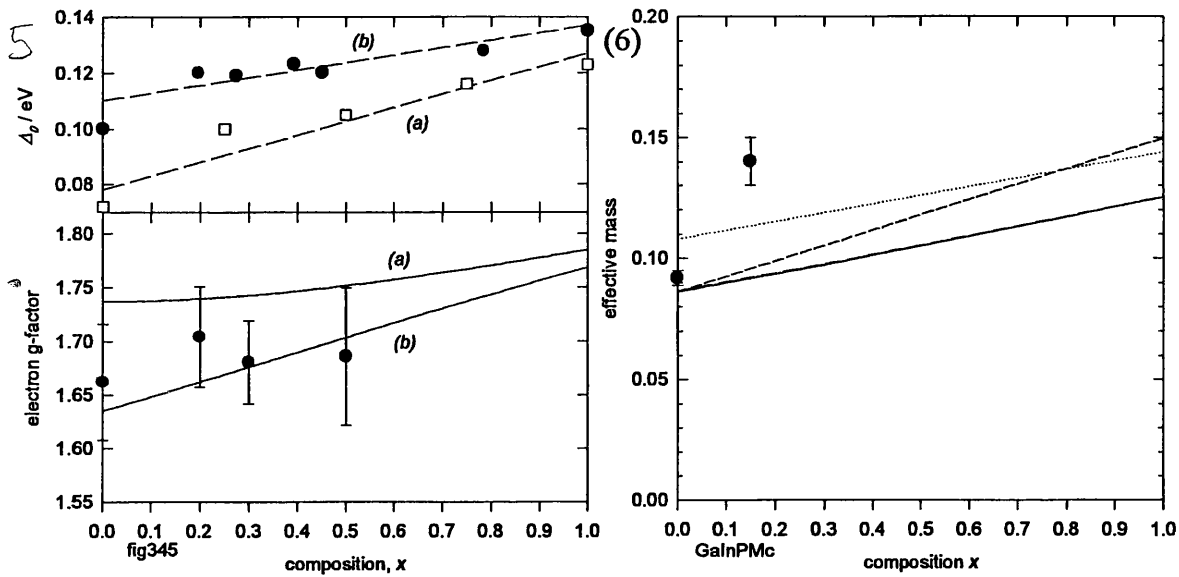 5
0.14
0.12
0.10
0.08
Δ₀ / eV
(b)
(a)
1.80
1.75
1.70
1.65
1.60
1.55
electron g-factor
(a)
(b)
0.0 0.1 0.2 0.3 0.4 0.5 0.6 0.7 0.8 0.9 1.0
fig345
composition, x
(6)
0.20
0.15
0.10
0.05
0.00
effective mass
0.0 0.1 0.2 0.3 0.4 0.5 0.6 0.7 0.8 0.9 1.0
GaInPMc
composition x